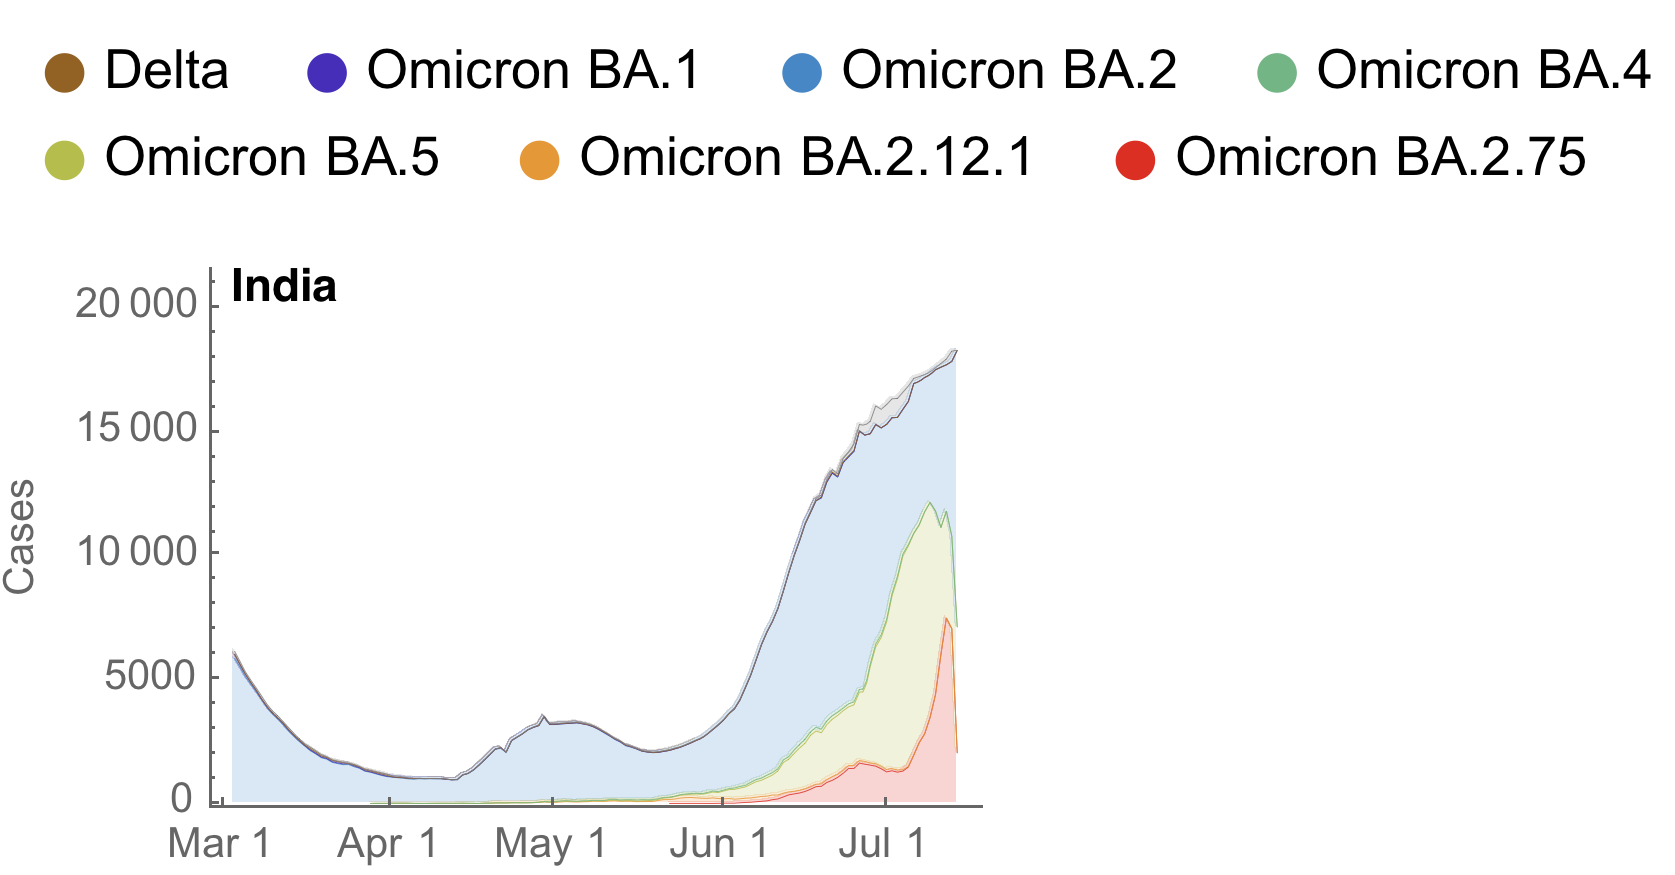 Delta Omicron BA.1 Omicron BA.2 Omicron BA.4
Omicron BA.5 Omicron BA.2.12.1 Omicron BA.2.75
India
20 000
15 000
10 000
5000
0
Cases
Mar 1 Apr 1 May 1 Jun 1 Jul 1